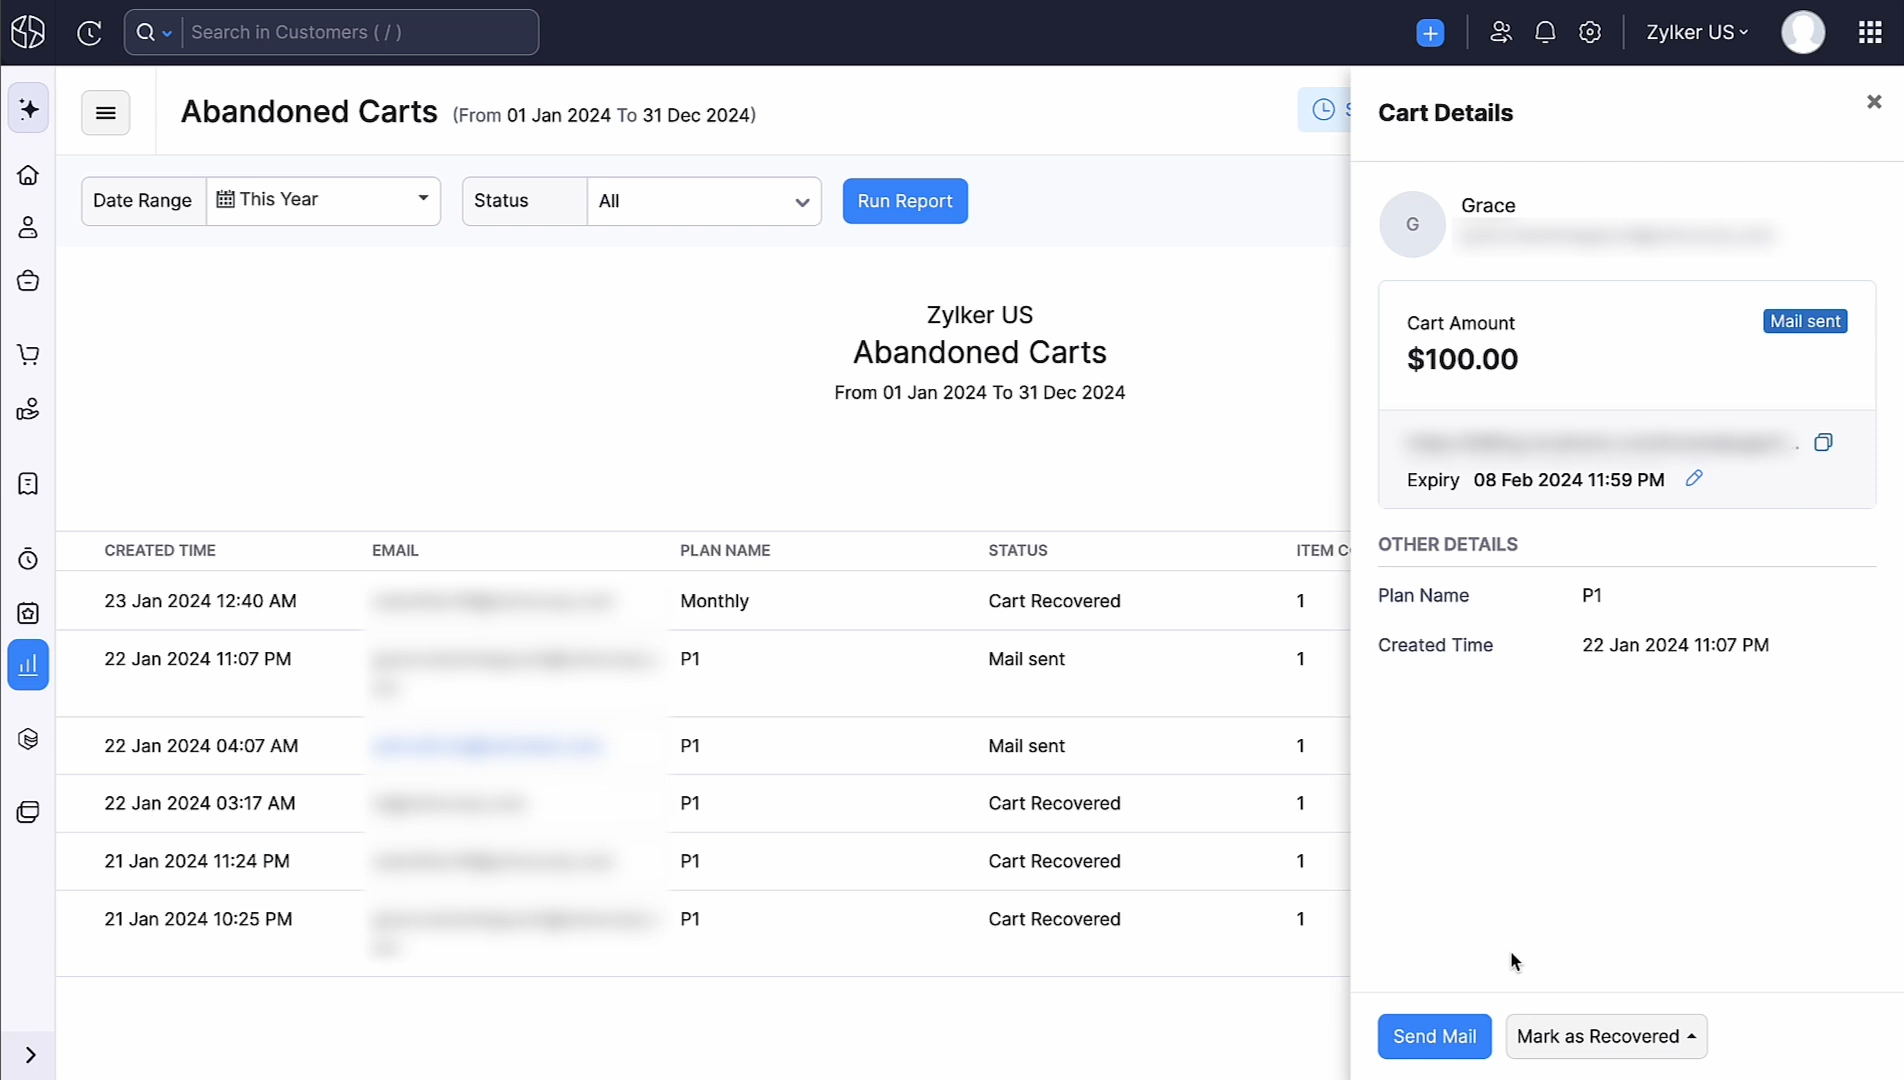 Search in Customers ( / )
Zylker US
Abandoned Carts (From 01 Jan 2024 To 31 Dec 2024)
Date Range
This Year
Status
All
Run Report
Zylker US
Abandoned Carts
From 01 Jan 2024 To 31 Dec 2024
CREATED TIME EMAIL PLAN NAME STATUS ITEM
23 Jan 2024 12:40 AM Monthly Cart Recovered 1
22 Jan 2024 11:07 PM P1 Mail sent 1
22 Jan 2024 04:07 AM P1 Mail sent 1
22 Jan 2024 03:17 AM P1 Cart Recovered 1
21 Jan 2024 11:24 PM P1 Cart Recovered 1
21 Jan 2024 10:25 PM P1 Cart Recovered 1
Cart Details
G
Grace
Cart Amount
Mail sent
$100.00
Expiry 08 Feb 2024 11:59 PM
OTHER DETAILS
Plan Name P1
Created Time 22 Jan 2024 11:07 PM
Send Mail
Mark as Recovered